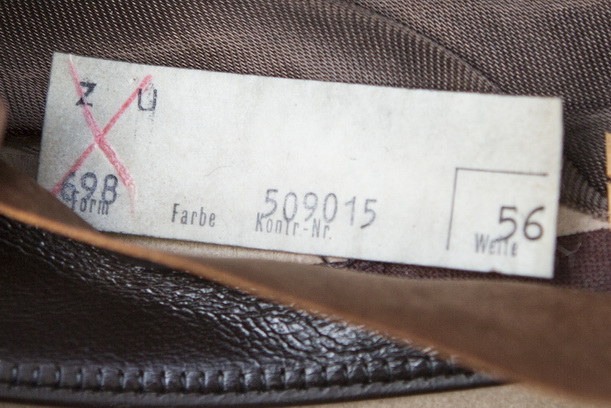 Z Ü
698 509015 56
Form Farbe Kontr.-Nr. Weite